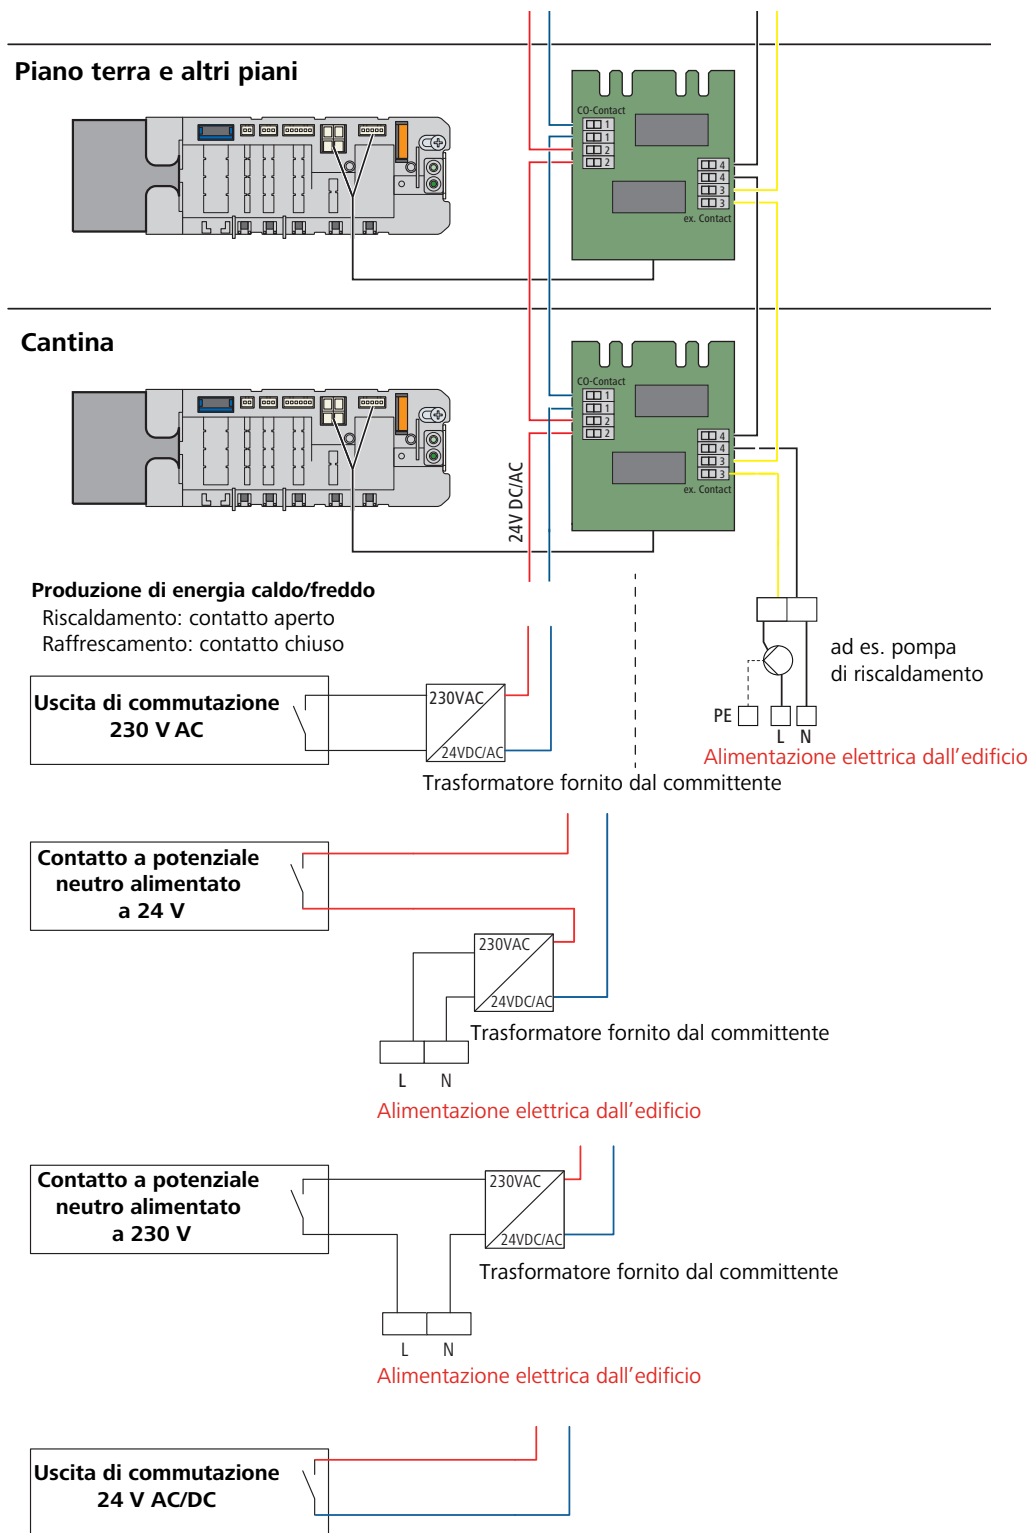 Piano terra e altri piani
CO-Contact
1
1
2
2
4
4
3
3
ex. Contact
Cantina
CO-Contact
1
1
2
2
4
4
3
3
ex. Contact
24V DC/AC
Produzione di energia caldo/freddo
Riscaldamento: contatto aperto
Raffrescamento: contatto chiuso
ad es. pompa
di riscaldamento
Uscita di commutazione
230 V AC
230VAC
24VDC/AC
PE
L
N
Alimentazione elettrica dall'edificio
Trasformatore fornito dal committente
Contatto a potenziale
neutro alimentato
a 24 V
230VAC
24VDC/AC
Trasformatore fornito dal committente
L
N
Alimentazione elettrica dall'edificio
Contatto a potenziale
neutro alimentato
a 230 V
230VAC
24VDC/AC
Trasformatore fornito dal committente
L
N
Alimentazione elettrica dall'edificio
Uscita di commutazione
24 V AC/DC